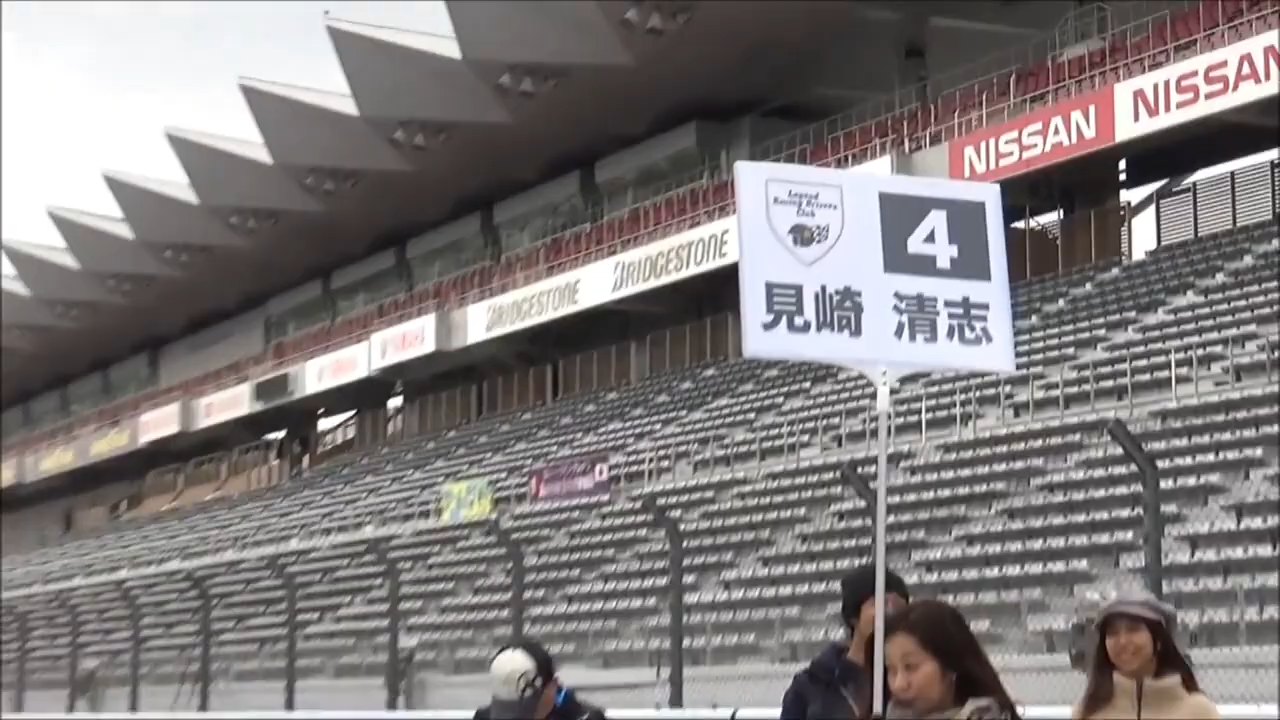 NISSAN
NISSAN
BRIDGESTONE
BRIDGESTONE
Legend
Racing Drivers
Club
4
見崎 清志